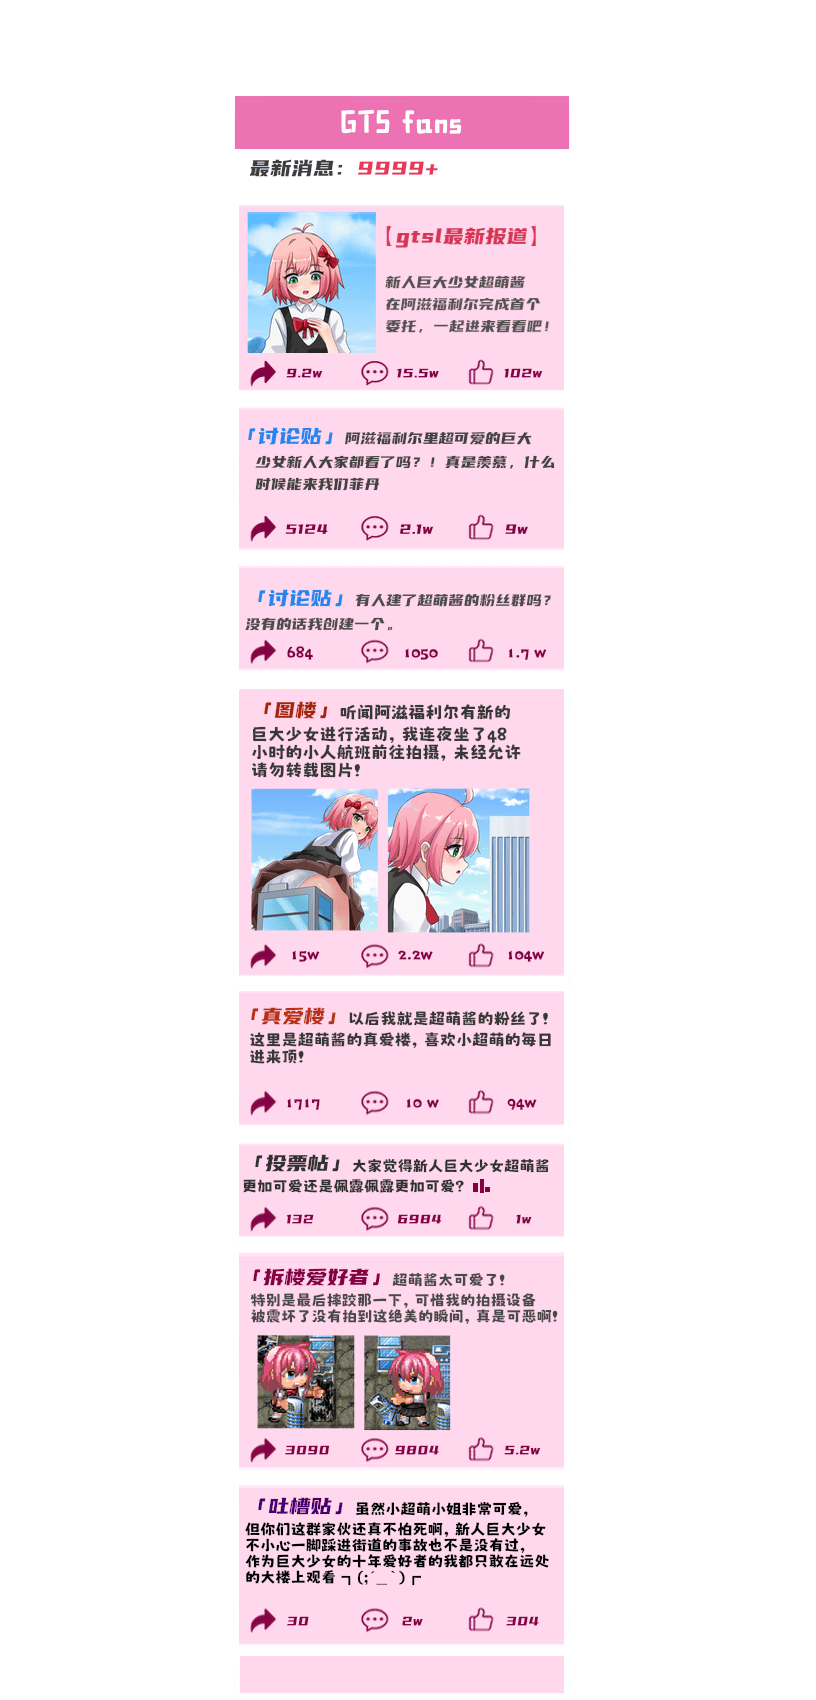 GTS fans
最新消息：9999+
【gtsl最新报道】
新人巨大少女超萌酱
在阿滋福利尔完成首个
委托，一起进来看看吧！
9.2w 15.5w 102w
「讨论贴」阿滋福利尔里超可爱的巨大
少女新人大家都看了吗？！真是羡慕，什么
时候能来我们菲丹
5124 2.1w 9w
「讨论贴」有人建了超萌酱的粉丝群吗？
没有的话我创建一个。
684 1050 1.7 w
「图楼」听闻阿滋福利尔有新的
巨大少女进行活动，我连夜坐了48
小时的小人航班前往拍摄，未经允许
请勿转载图片！
15w 2.2w 104w
「真爱楼」以后我就是超萌酱的粉丝了！
这里是超萌酱的真爱楼，喜欢小超萌的每日
进来顶！
1717 10 w 94w
「投票帖」大家觉得新人巨大少女超萌酱
更加可爱还是佩露佩露更加可爱？
132 6984 1w
「拆楼爱好者」超萌酱太可爱了！
特别是最后摔跤那一下，可惜我的拍摄设备
被震坏了没有拍到这绝美的瞬间，真是可恶啊！
3090 9804 5.2w
「吐槽贴」虽然小超萌小姐非常可爱，
但你们这群家伙还真不怕死啊，新人巨大少女
不小心一脚踩进街道的事故也不是没有过，
作为巨大少女的十年爱好者的我都只敢在远处
的大楼上观看 ┑(;´＿｀)┍
30 2w 304